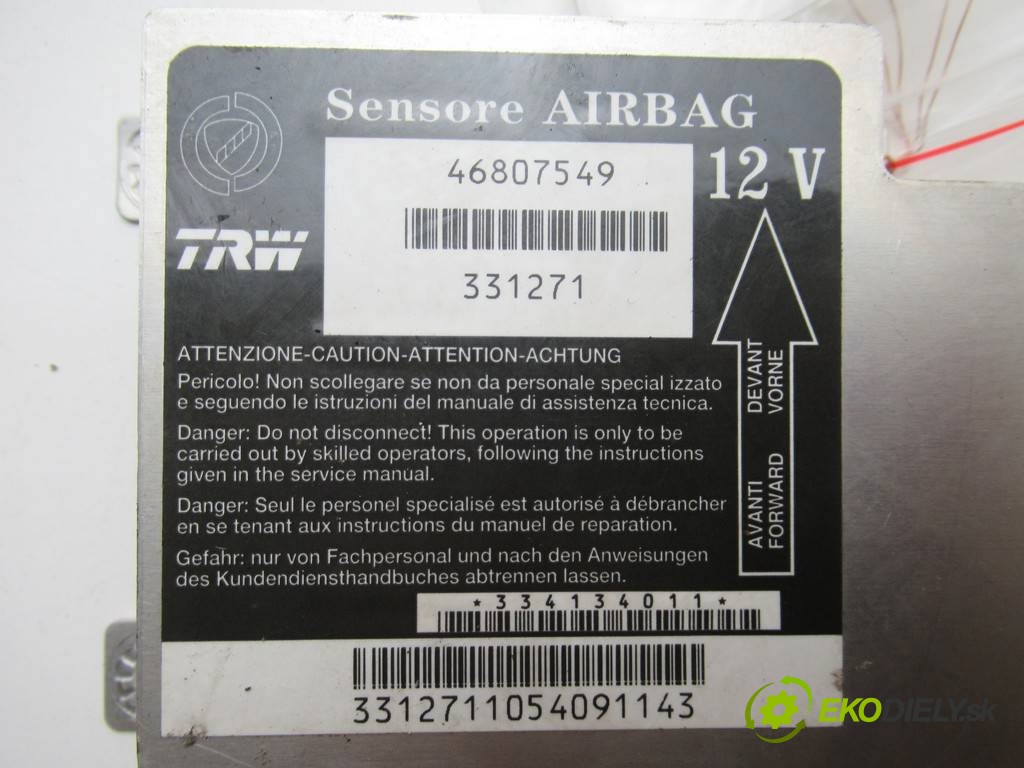 Sensore AIRBAG
46807549
12 V
TRW
331271
ATTENZIONE-CAUTION-ATTENTION-ACHTUNG
Pericolo! Non scollegare se non da personale special izzato
e seguendo le istruzioni del manuale di assistenza tecnica.
Danger: Do not disconnect! This operation is only to be
carried out by skilled operators, following the instructions
given in the service manual.
Danger: Seul le personel specialisé est autorisé à débrancher
en se tenant aux instructions du manuel de reparation.
Gefahr: nur von Fachpersonal und nach den Anweisungen
des Kundendiensthandbuches abtrennen lassen.
AVANTI DEVANT
FORWARD VORNE
*334134011*
3312711054091143
EKODIELY.sk